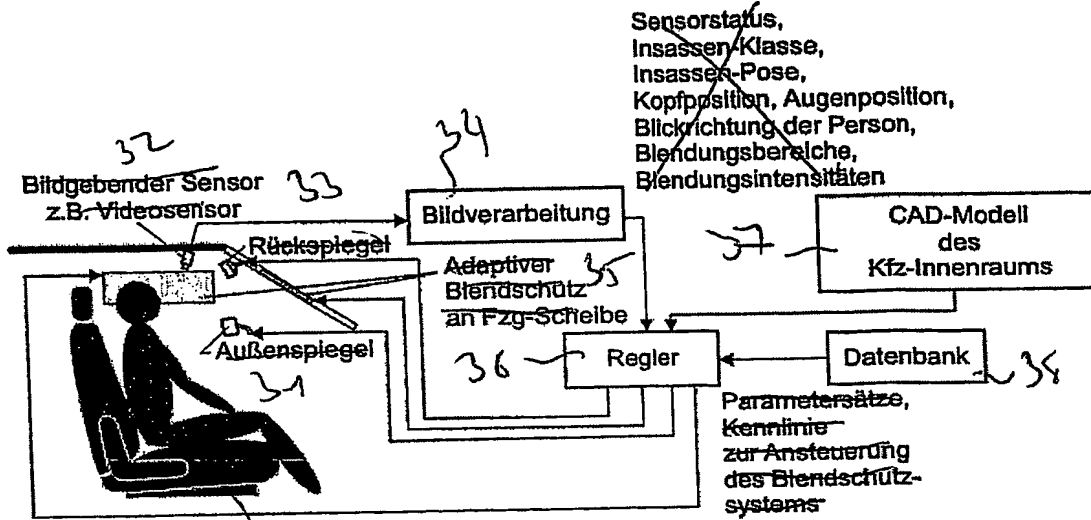 Sensorstatus,
Insassen-Klasse,
Insassen-Pose,
Kopfposition, Augenposition,
Blickrichtung der Person,
Blendungsbereiche,
Blendungsintensitäten
32
Bildgebender Sensor
z.B. Videosensor
33
34
Bildverarbeitung
Rückspiegel
Adaptiver
Blendschutz
an Fzg-Scheibe
35
37
CAD-Modell
des
Kfz-Innenraums
Außenspiegel
31
36
Regler
Datenbank
38
Parametersätze,
Kennlinie
zur Ansteuerung
des Blendschutz-
systems